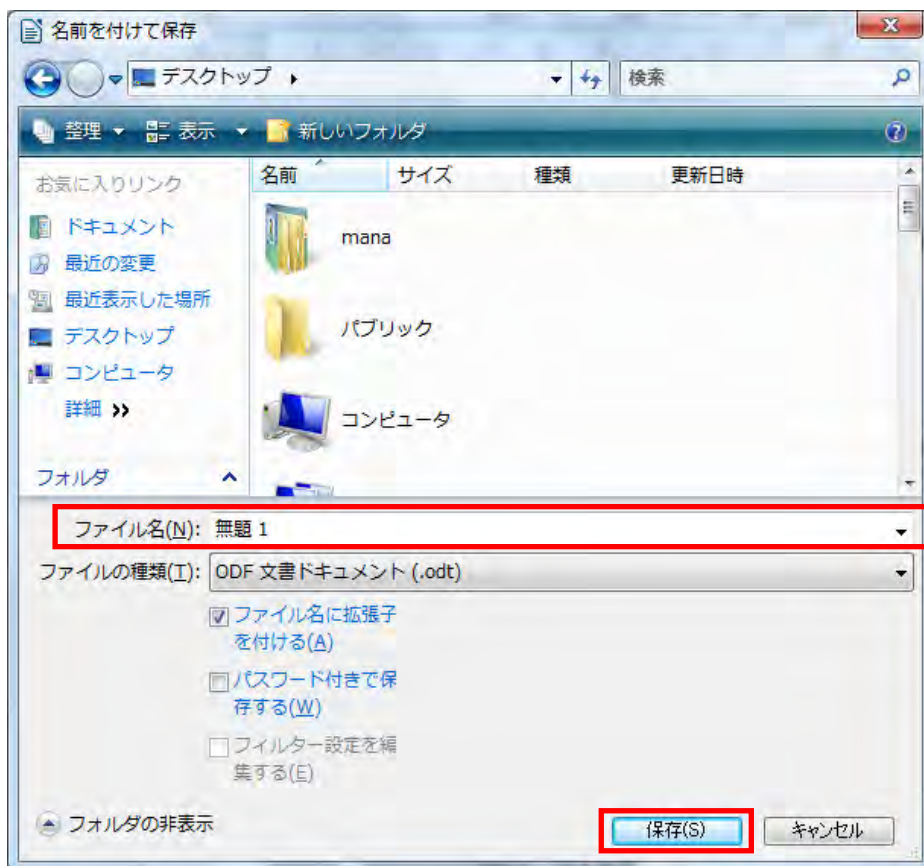 名前を付けて保存
デスクトップ
検索
整理 表示 新しいフォルダ
お気に入りリンク
ドキュメント
最近の変更
最近表示した場所
デスクトップ
コンピュータ
詳細 >>
フォルダ
名前 サイズ 種類 更新日時
mana
パブリック
コンピュータ
ファイル名(N): 無題 1
ファイルの種類(T): ODF 文書ドキュメント (.odt)
ファイル名に拡張子
を付ける(A)
パスワード付きで保
存する(W)
フィルター設定を編
集する(E)
フォルダの非表示
保存(S) キャンセル